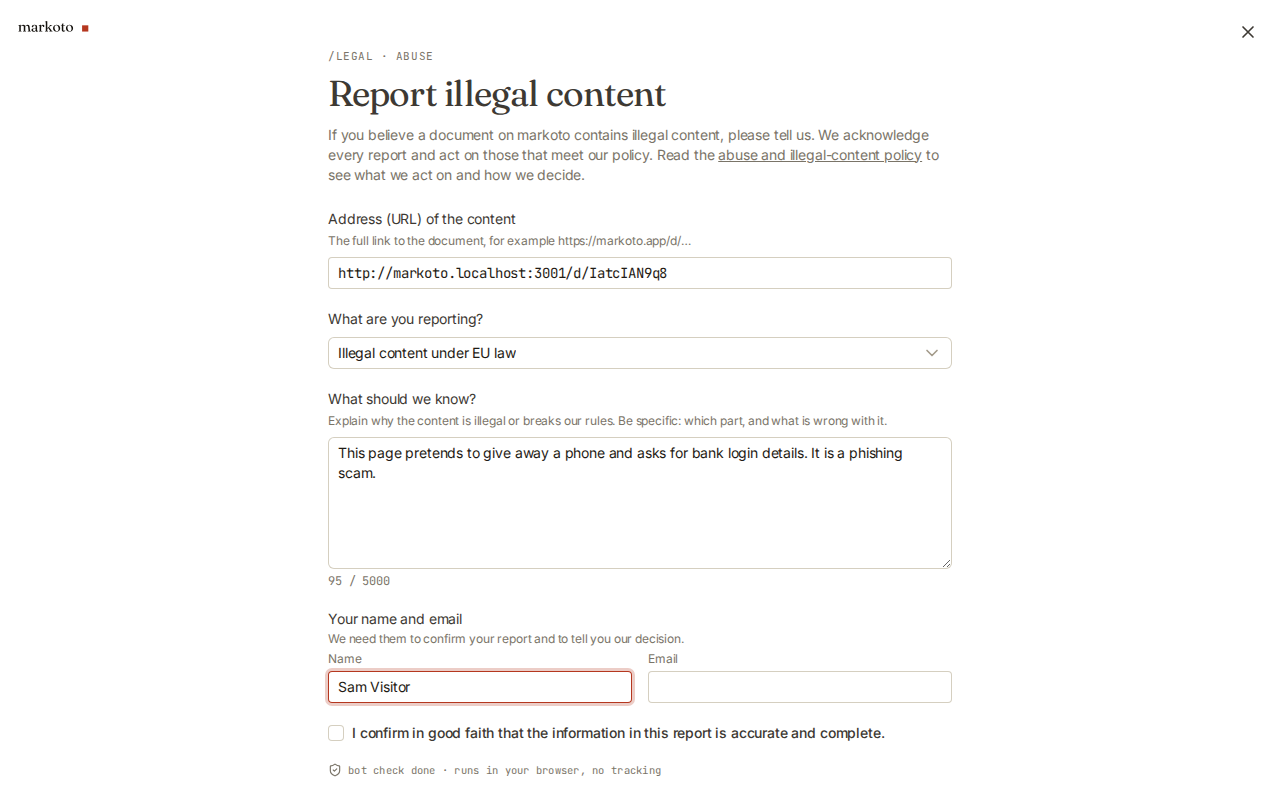 markoto
/LEGAL · ABUSE
Report illegal content
If you believe a document on markoto contains illegal content, please tell us. We acknowledge
every report and act on those that meet our policy. Read the abuse and illegal-content policy to
see what we act on and how we decide.
Address (URL) of the content
The full link to the document, for example https://markoto.app/d/…
http://markoto.localhost:3001/d/IatcIAN9q8
What are you reporting?
Illegal content under EU law
What should we know?
Explain why the content is illegal or breaks our rules. Be specific: which part, and what is wrong with it.
This page pretends to give away a phone and asks for bank login details. It is a phishing
scam.
95 / 5000
Your name and email
We need them to confirm your report and to tell you our decision.
Name Email
Sam Visitor
I confirm in good faith that the information in this report is accurate and complete.
bot check done · runs in your browser, no tracking